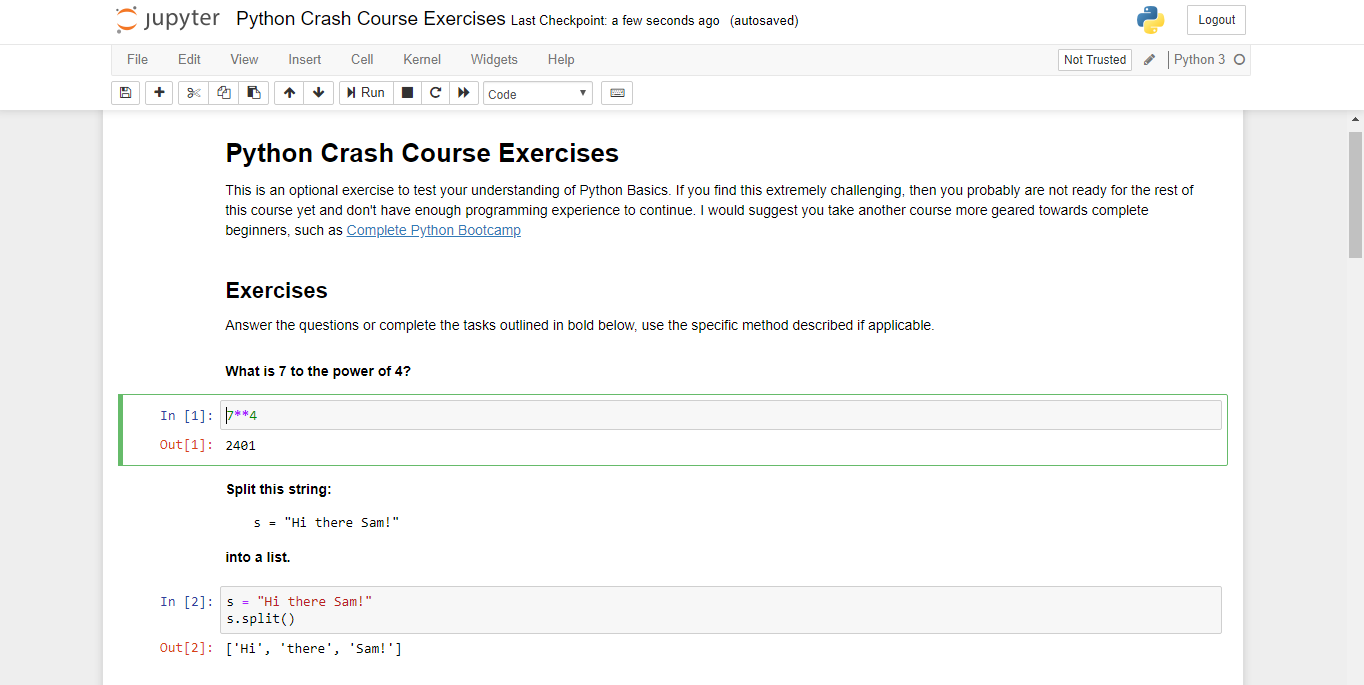 jupyter Python Crash Course Exercises Last Checkpoint: a few seconds ago (autosaved) Logout
File Edit View Insert Cell Kernel Widgets Help Not Trusted Python 3
Run Code
Python Crash Course Exercises
This is an optional exercise to test your understanding of Python Basics. If you find this extremely challenging, then you probably are not ready for the rest of
this course yet and don't have enough programming experience to continue. I would suggest you take another course more geared towards complete
beginners, such as Complete Python Bootcamp
Exercises
Answer the questions or complete the tasks outlined in bold below, use the specific method described if applicable.
What is 7 to the power of 4?
In [1]: 7**4
Out[1]: 2401
Split this string:
s = "Hi there Sam!"
into a list.
In [2]: s = "Hi there Sam!"
s.split()
Out[2]: ['Hi', 'there', 'Sam!']